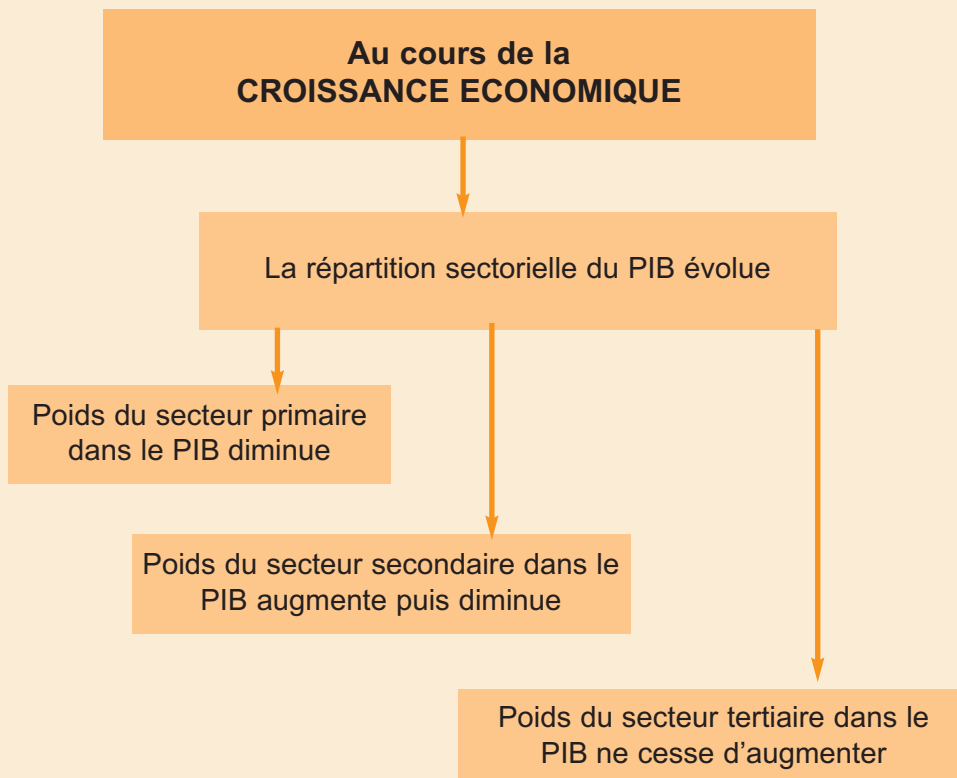 Au cours de la
CROISSANCE ECONOMIQUE
La répartition sectorielle du PIB évolue
Poids du secteur primaire
dans le PIB diminue
Poids du secteur secondaire dans le
PIB augmente puis diminue
Poids du secteur tertiaire dans le
PIB ne cesse d'augmenter